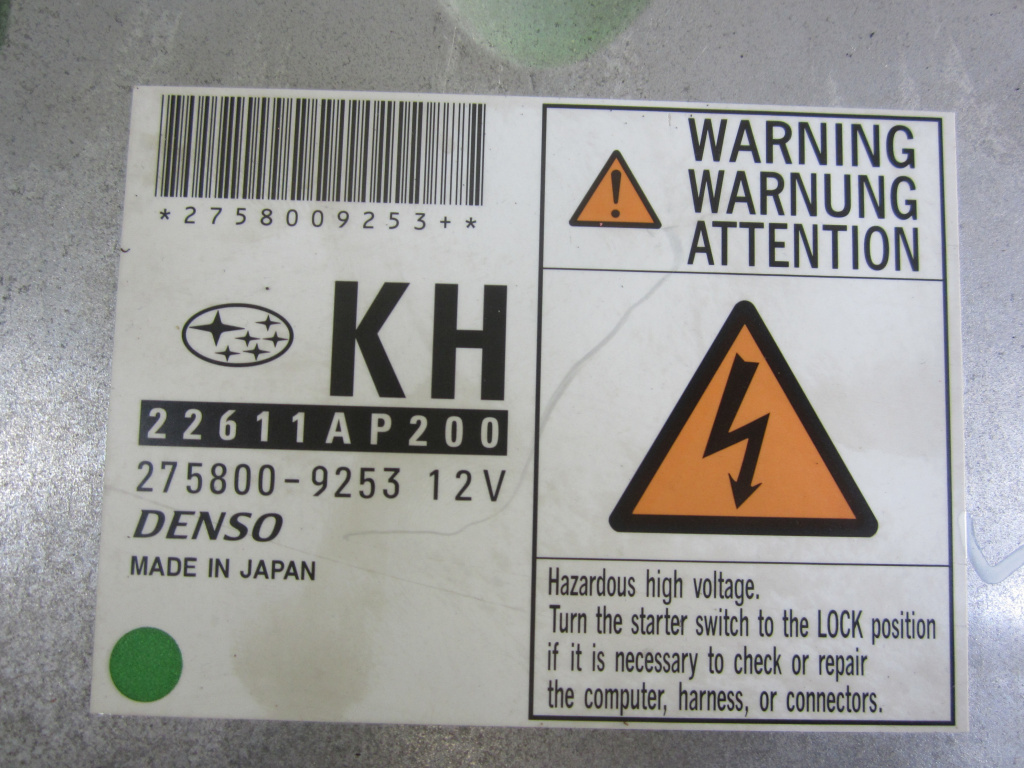 *2758009253+*
KH
22611AP200
275800-9253 12V
DENSO
MADE IN JAPAN
WARNING
WARNUNG
ATTENTION
Hazardous high voltage.
Turn the starter switch to the LOCK position
if it is necessary to check or repair
the computer, harness, or connectors.